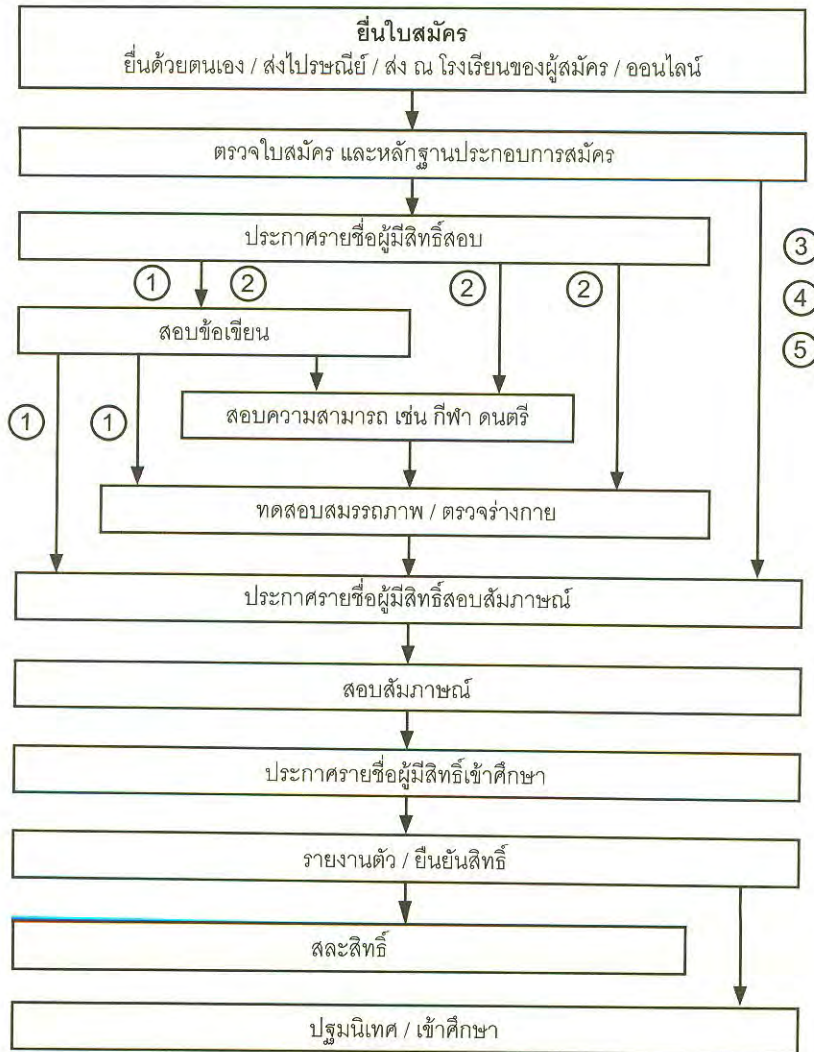 ยื่นใบสมัคร
ยื่นด้วยตนเอง / ส่งไปรษณีย์ / ส่ง ณ โรงเรียนของผู้สมัคร / ออนไลน์
ตรวจใบสมัคร และหลักฐานประกอบการสมัคร
ประกาศรายชื่อผู้มีสิทธิ์สอบ
3
1 2 2 2
4
สอบข้อเขียน
5
สอบความสามารถ เช่น กีฬา ดนตรี
1 1
ทดสอบสมรรถภาพ / ตรวจร่างกาย
ประกาศรายชื่อผู้มีสิทธิ์สอบสัมภาษณ์
สอบสัมภาษณ์
ประกาศรายชื่อผู้มีสิทธิ์เข้าศึกษา
รายงานตัว / ยืนยันสิทธิ์
สละสิทธิ์
ปฐมนิเทศ / เข้าศึกษา